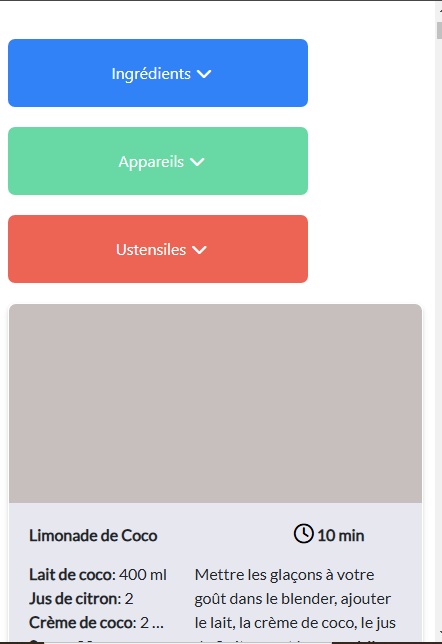 Ingrédients
Appareils
Ustensiles
Limonade de Coco
10 min
Lait de coco: 400 ml
Jus de citron: 2
Crème de coco: 2 ...
Mettre les glaçons à votre
goût dans le blender, ajouter
le lait, la crème de coco, le jus